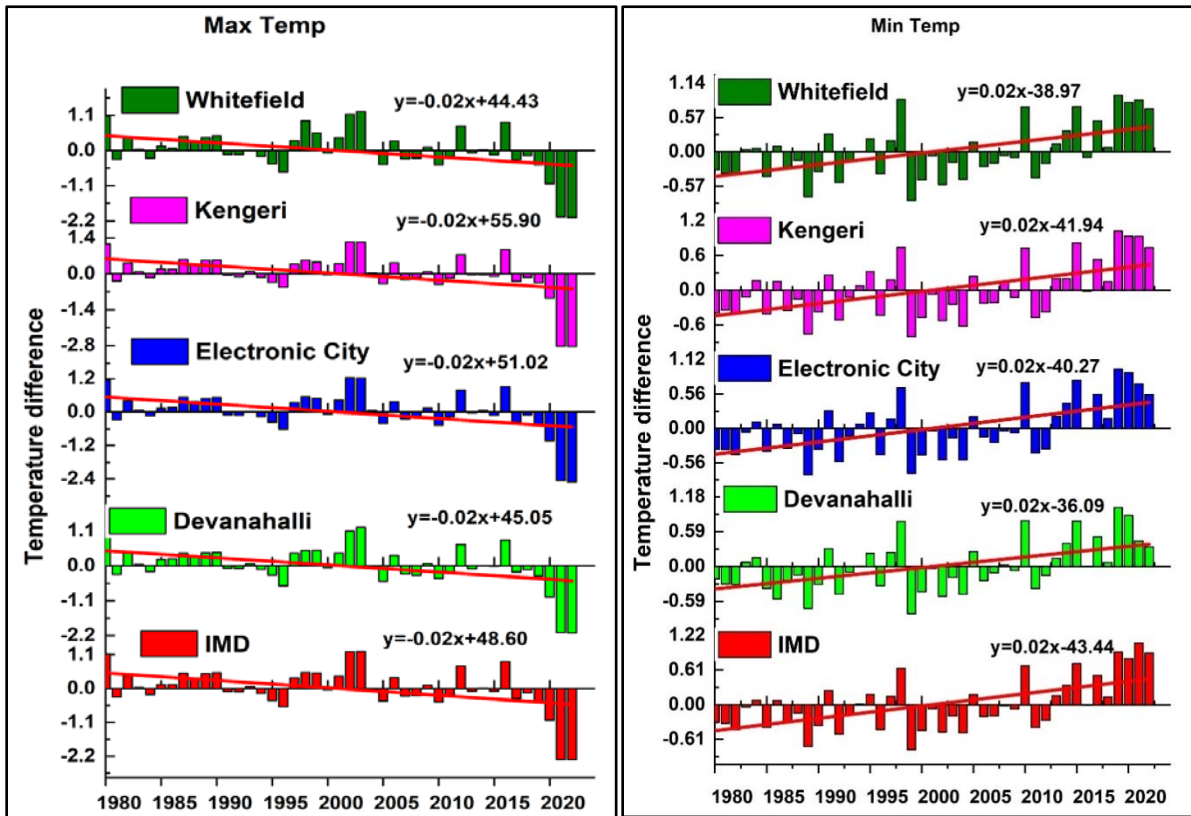 Max Temp
Temperature difference
Whitefield
y=-0.02x+44.43
1.1
0.0
-1.1
-2.2
Kengeri
y=-0.02x+55.90
1.4
0.0
-1.4
-2.8
Electronic City
y=-0.02x+51.02
1.2
0.0
-1.2
-2.4
Devanahalli
y=-0.02x+45.05
1.1
0.0
-1.1
-2.2
IMD
y=-0.02x+48.60
1.1
0.0
-1.1
-2.2
1980 1985 1990 1995 2000 2005 2010 2015 2020
Min Temp
Temperature difference
Whitefield
y=0.02x-38.97
1.14
0.57
0.00
-0.57
Kengeri
y=0.02x-41.94
1.2
0.6
0.0
-0.6
Electronic City
y=0.02x-40.27
1.12
0.56
0.00
-0.56
Devanahalli
y=0.02x-36.09
1.18
0.59
0.00
-0.59
IMD
y=0.02x-43.44
1.22
0.61
0.00
-0.61
1980 1985 1990 1995 2000 2005 2010 2015 2020